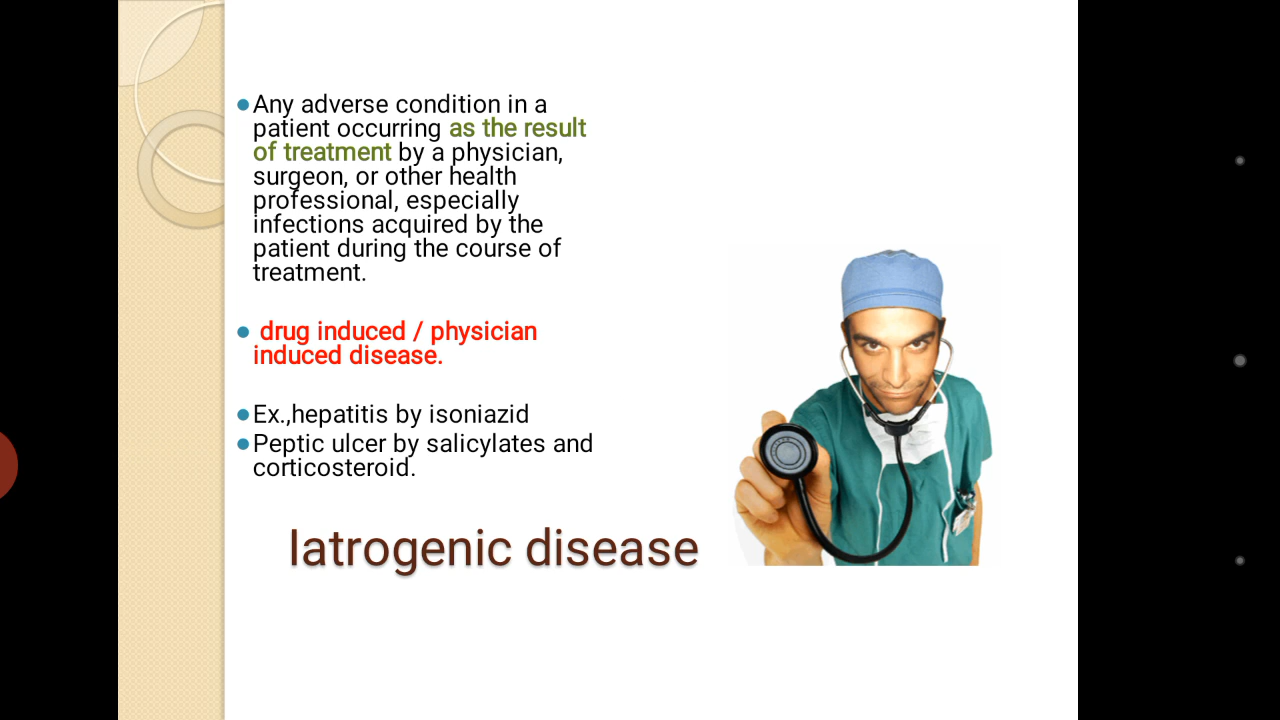 Any adverse condition in a
patient occurring as the result
of treatment by a physician,
surgeon, or other health
professional, especially
infections acquired by the
patient during the course of
treatment.
drug induced / physician
induced disease.
Ex.,hepatitis by isoniazid
Peptic ulcer by salicylates and
corticosteroid.
Iatrogenic disease